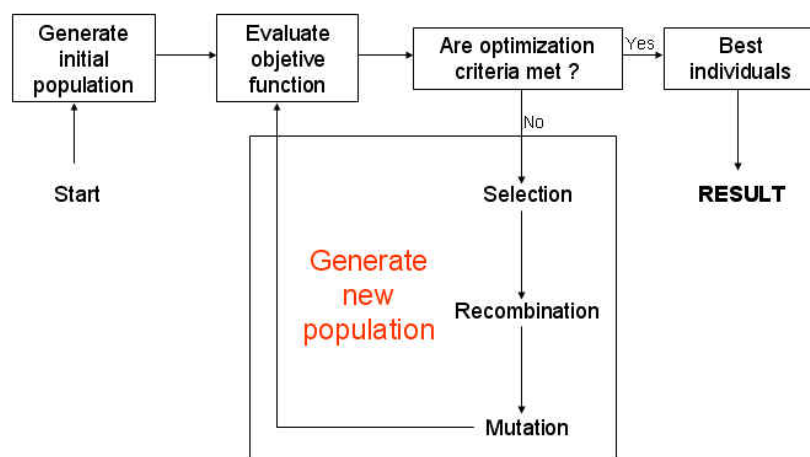 Generate
initial
population
Evaluate
objetive
function
Are optimization
criteria met ?
Yes
Best
individuals
No
Start
Selection
RESULT
Generate
new
population
Recombination
Mutation